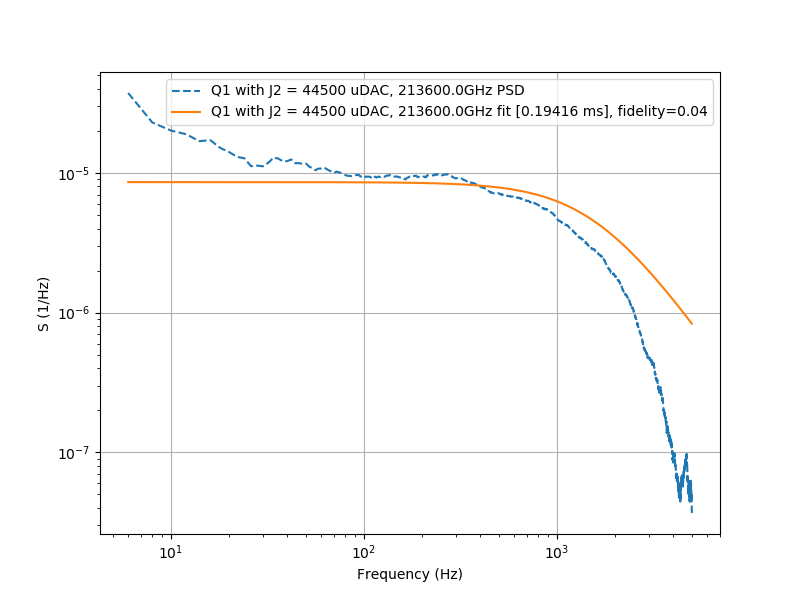 Q1 with J2 = 44500 uDAC, 213600.0GHz PSD
Q1 with J2 = 44500 uDAC, 213600.0GHz fit [0.19416 ms], fidelity=0.04
S (1/Hz)
10⁻⁵
10⁻⁶
10⁻⁷
10¹ 10² 10³
Frequency (Hz)